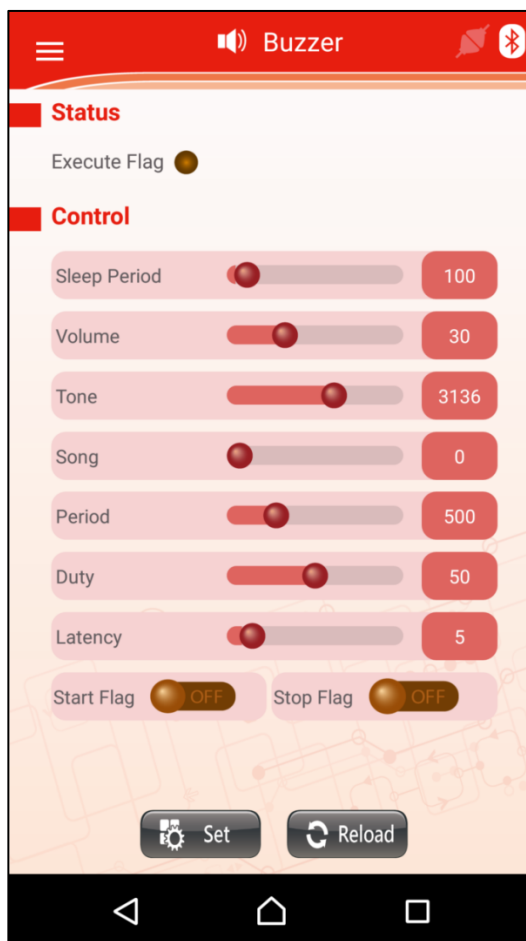 Buzzer
Status
Execute Flag
Control
Sleep Period 100
Volume 30
Tone 3136
Song 0
Period 500
Duty 50
Latency 5
Start Flag OFF Stop Flag OFF
Set Reload